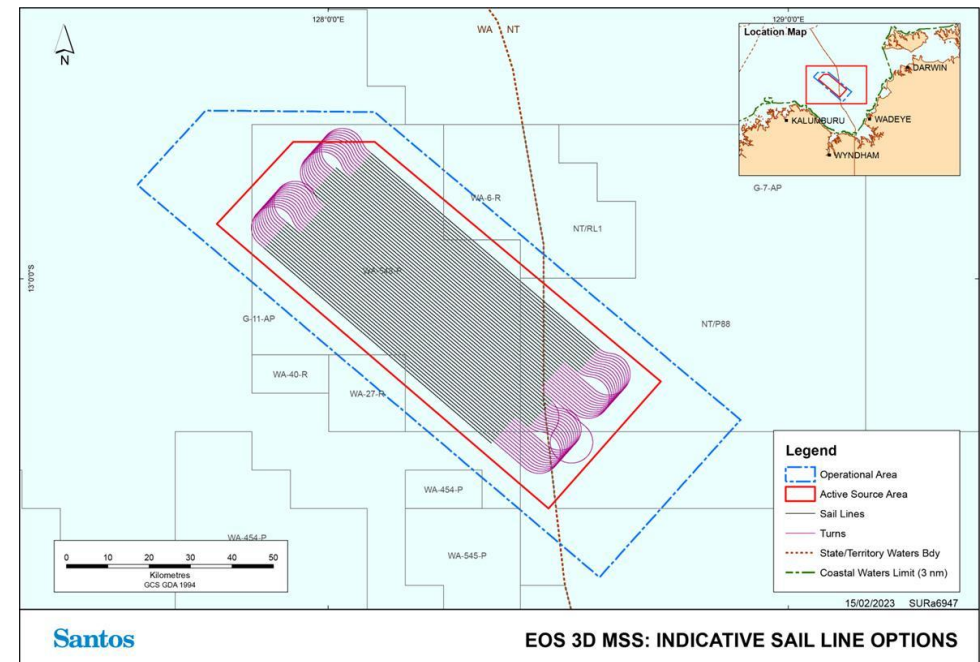 128°0'0"E
129°0'0"E
13°0'0"S
N
WA NT
Location Map
DARWIN
KALUMBURU
WADEYE
WYNDHAM
G-7-AP
WA-6-R
NT/RL1
WA-542-P
G-11-AP
NT/P88
WA-40-R
WA-27-R
WA-454-P
WA-454-P
WA-545-P
0 10 20 30 40 50
Kilometres
GCS GDA 1994
Legend
Operational Area
Active Source Area
Sail Lines
Turns
State/Territory Waters Bdy
Coastal Waters Limit (3 nm)
15/02/2023 SURa6947
Santos
EOS 3D MSS: INDICATIVE SAIL LINE OPTIONS